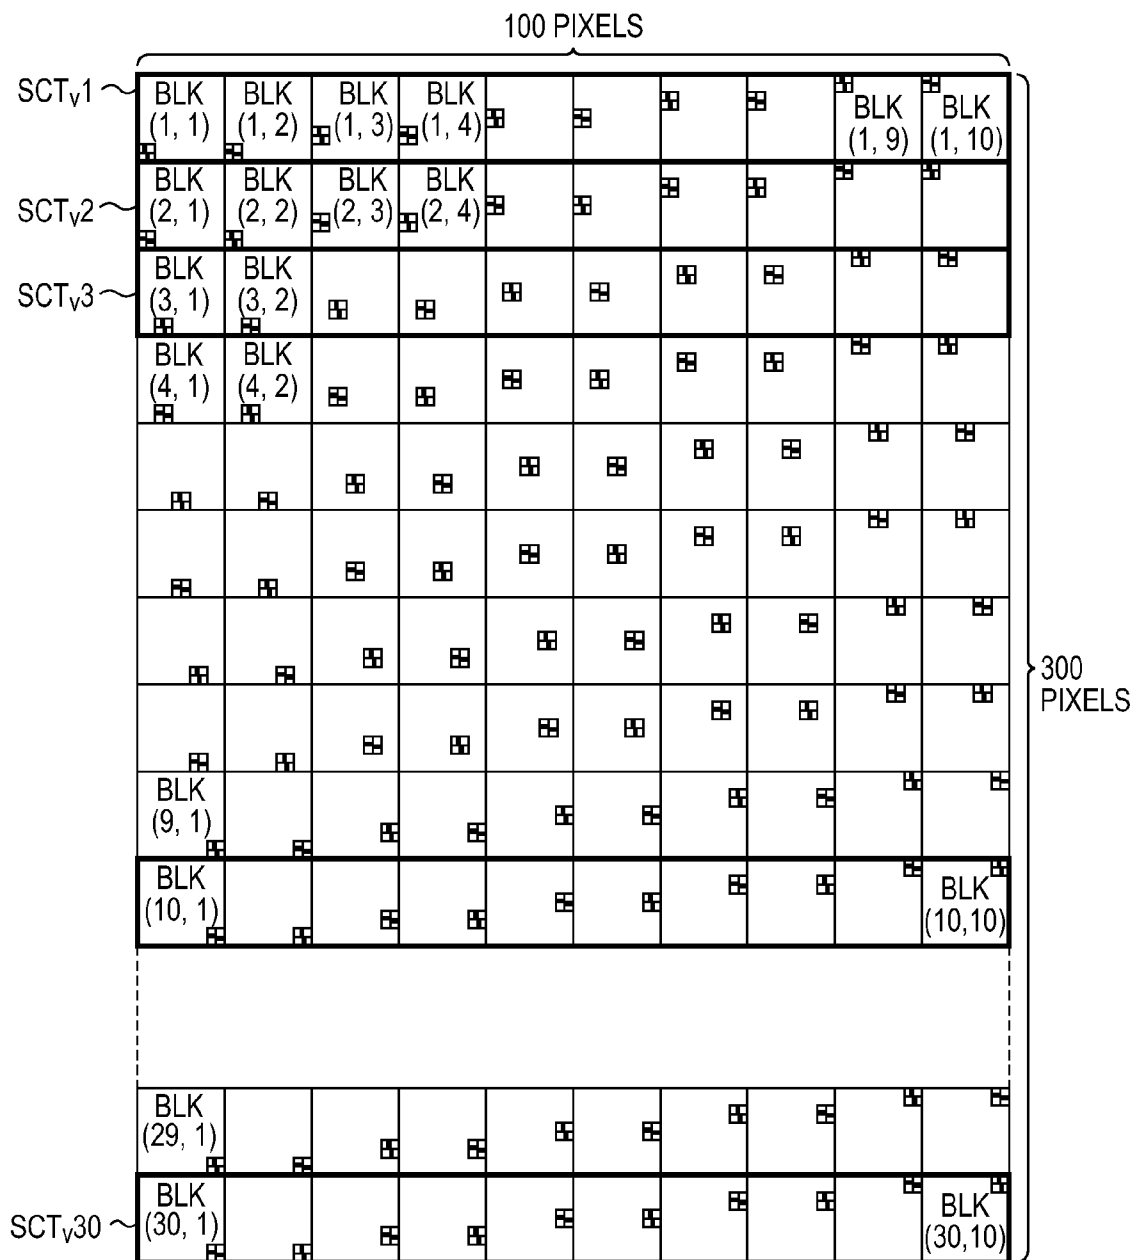 100 PIXELS
SCTV1
BLK (1, 1)
BLK (1, 2)
BLK (1, 3)
BLK (1, 4)
BLK (1, 9)
BLK (1, 10)
SCTV2
BLK (2, 1)
BLK (2, 2)
BLK (2, 3)
BLK (2, 4)
SCTV3
BLK (3, 1)
BLK (3, 2)
BLK (4, 1)
BLK (4, 2)
300 PIXELS
BLK (9, 1)
BLK (10, 1)
BLK (10,10)
BLK (29, 1)
SCTV30
BLK (30, 1)
BLK (30,10)